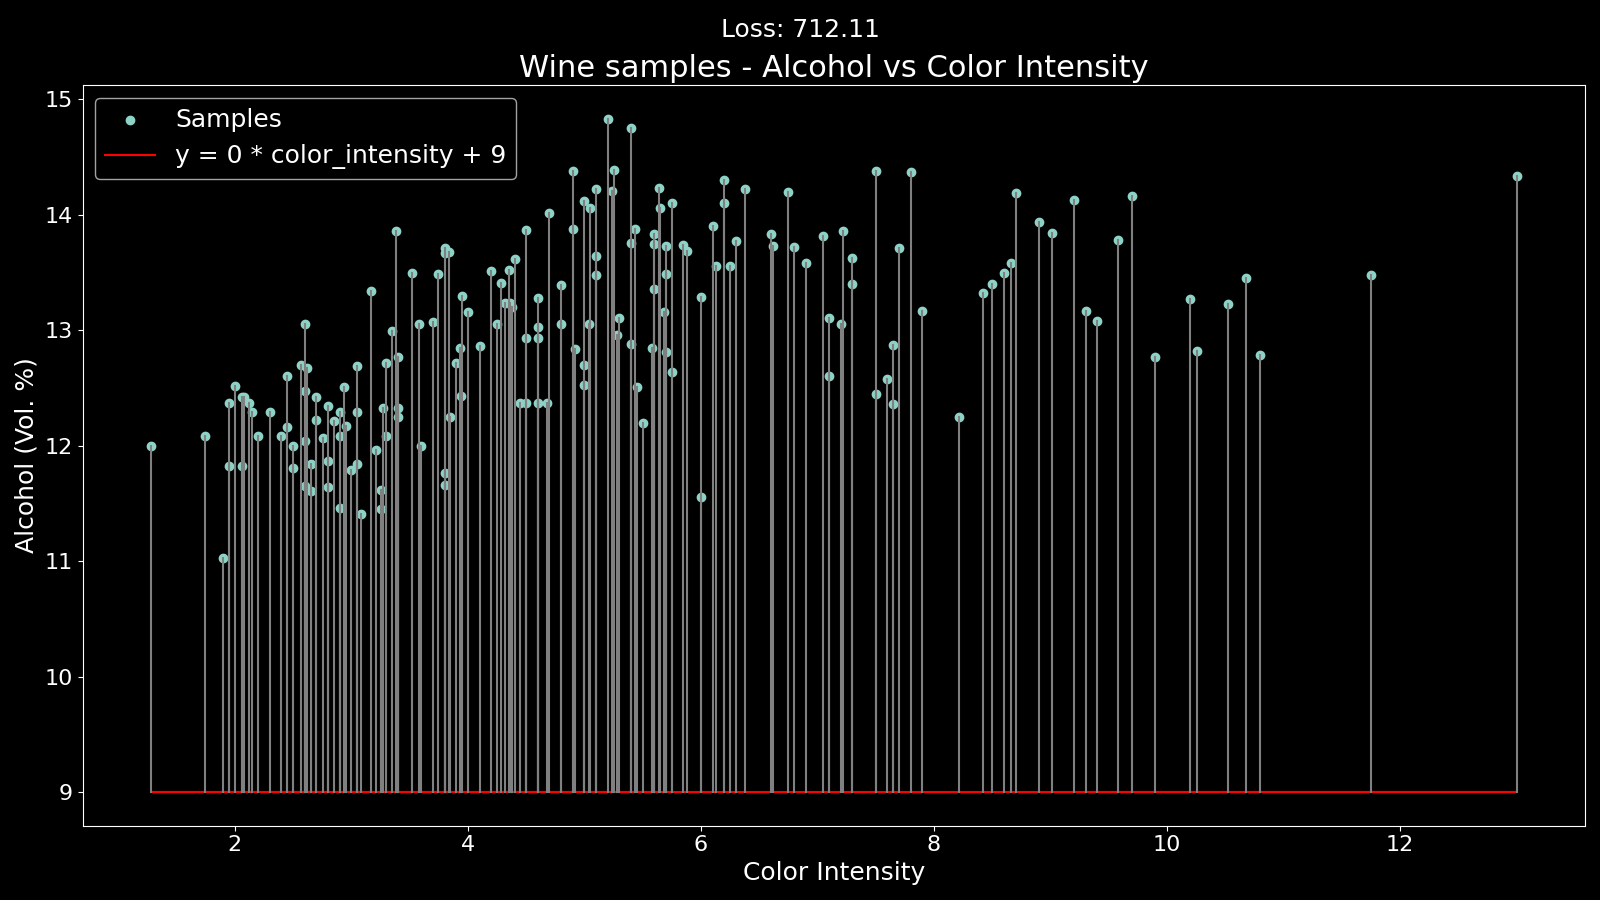 Loss: 712.11
Wine samples - Alcohol vs Color Intensity
Samples
y = 0 * color_intensity + 9
Alcohol (Vol. %)
15
14
13
12
11
10
9
2 4 6 8 10 12
Color Intensity